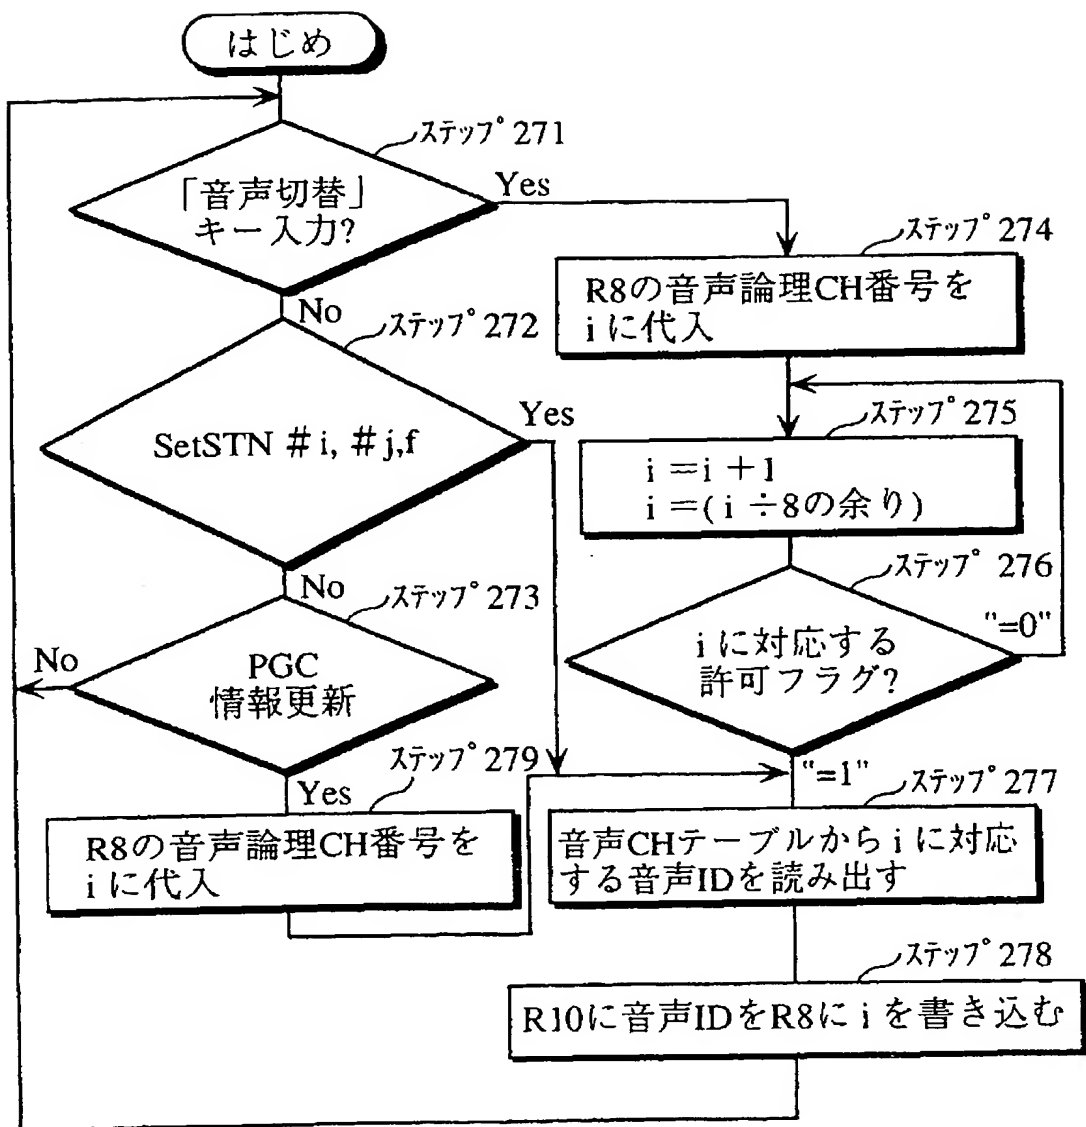 はじめ
ステップ271
「音声切替」
キー入力?
Yes
No
ステップ272
SetSTN #i, #j,f
Yes
No
ステップ273
PGC
情報更新
No
Yes
ステップ279
R8の音声論理CH番号を
iに代入
ステップ274
R8の音声論理CH番号を
iに代入
ステップ275
i=i+1
i=(i÷8の余り)
ステップ276
iに対応する
許可フラグ?
"=0"
"=1"
ステップ277
音声CHテーブルからiに対応
する音声IDを読み出す
ステップ278
R10に音声IDをR8にiを書き込む